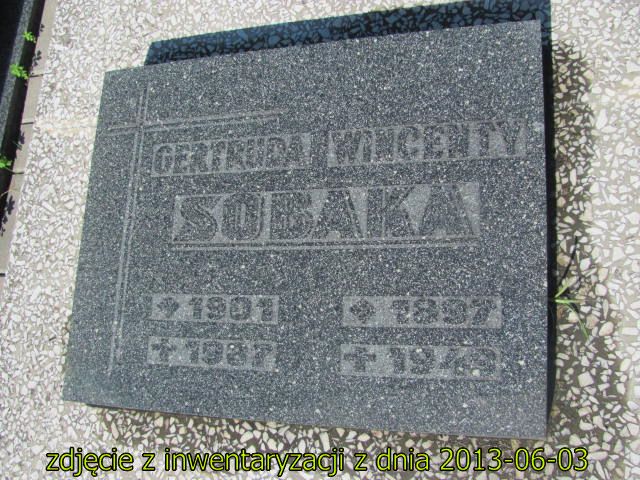 GERTRUDA WINCENTY
SOBAKA
1901 1897
zdjęcie z inwentaryzacji z dnia 2013-06-03